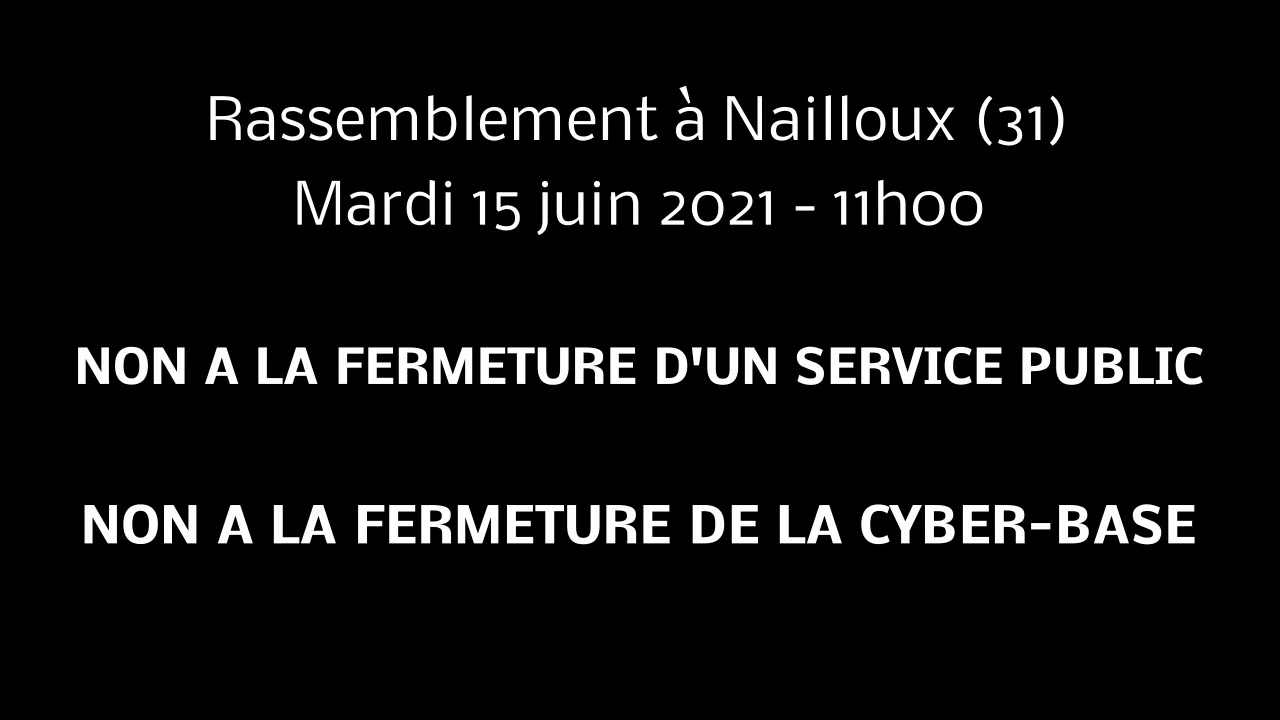 Rassemblement à Nailloux (31)
Mardi 15 juin 2021 - 11h00
NON A LA FERMETURE D'UN SERVICE PUBLIC
NON A LA FERMETURE DE LA CYBER-BASE